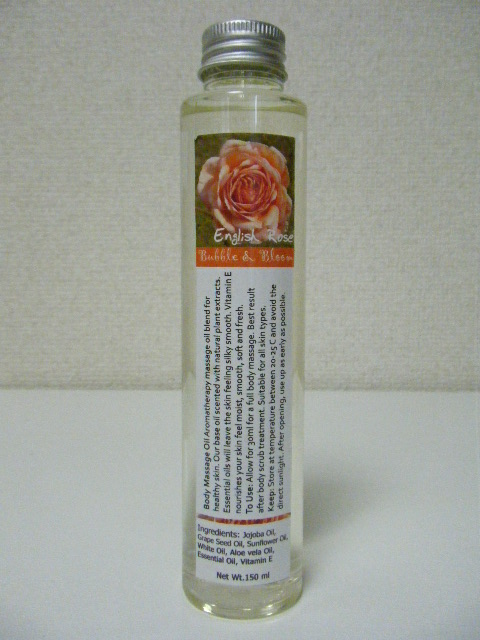 English Rose
Bubble & Bloom
Body Massage Oil Aromatherapy massage oil blend for
healthy skin. Our base oil scented with natural plant extracts.
Essential oils will leave the skin feeling silky smooth. Vitamin E
nourishes your skin feel moist, smooth, soft and fresh.
To Use: Allow for 30ml for a full body massage. Best result
after body scrub treatment. Suitable for all skin types.
Keep: Store at temperature between 20-25 C and avoid the
direct sunlight. After opening, use up as early as possible.
Ingredients: Jojoba Oil,
Grape Seed Oil, Sunflower Oil,
White Oil, Aloe vela Oil,
Essential Oil, Vitamin E
Net Wt.150 ml